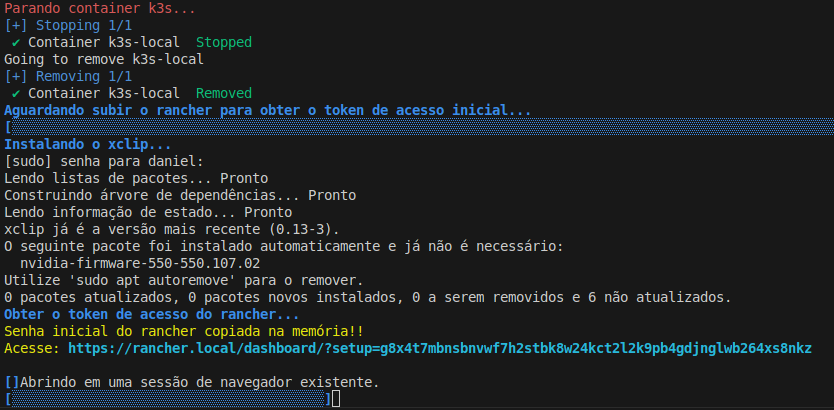 Parando container k3s...
[+] Stopping 1/1
✔ Container k3s-local  Stopped
Going to remove k3s-local
[+] Removing 1/1
✔ Container k3s-local  Removed
Aguardando subir o rancher para obter o token de acesso inicial...
[
Instalando o xclip...
[sudo] senha para daniel:
Lendo listas de pacotes... Pronto
Construindo árvore de dependências... Pronto
Lendo informação de estado... Pronto
xclip já é a versão mais recente (0.13-3).
O seguinte pacote foi instalado automaticamente e já não é necessário:
  nvidia-firmware-550-550.107.02
Utilize 'sudo apt autoremove' para o remover.
0 pacotes atualizados, 0 pacotes novos instalados, 0 a serem removidos e 6 não atualizados.
Obter o token de acesso do rancher...
Senha inicial do rancher copiada na memória!!
Acesse: https://rancher.local/dashboard/?setup=g8x4t7mbnsbnvwf7h2stbk8w24kct2l2k9pb4gdjnglwb264xs8nkz
[]Abrindo em uma sessão de navegador existente.
[]